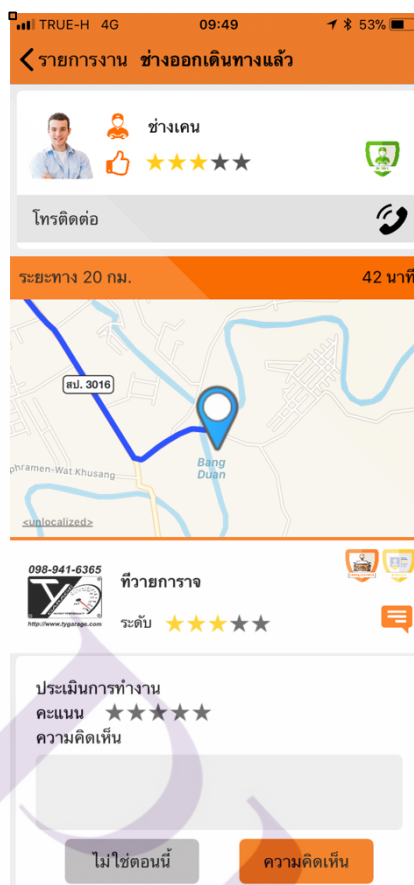 TRUE-H 4G 09:49 53%
รายการงาน ช่างออกเดินทางแล้ว
ช่างเคน
โทรติดต่อ
ระยะทาง 20 กม. 42 นาที
สป. 3016
phramen-Wat Khusang
Bang
Duan
<unlocalized>
098-941-6365
TY
http://www.tygarage.com
ทีวายการาจ
ระดับ
ประเมินการทำงาน
คะแนน
ความคิดเห็น
ไม่ใช่ตอนนี้ ความคิดเห็น